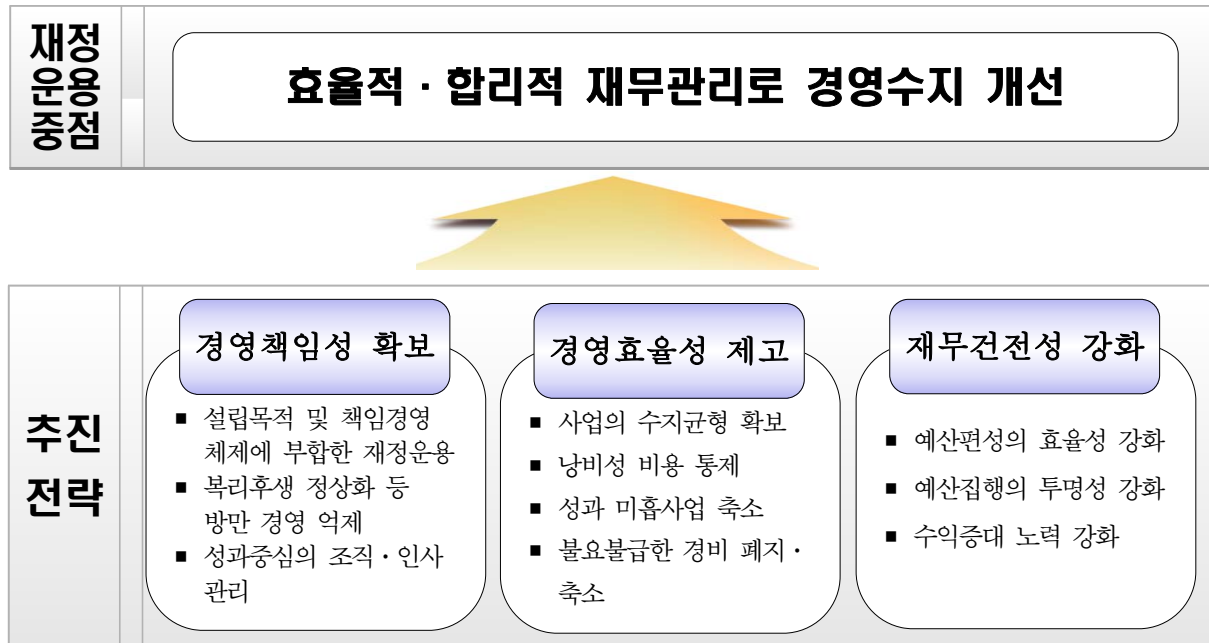 재정
운용
중점
효율적 · 합리적 재무관리로 경영수지 개선
추진
전략
경영책임성 확보
■ 설립목적 및 책임경영
체제에 부합한 재정운용
■ 복리후생 정상화 등
방만 경영 억제
■ 성과중심의 조직 · 인사
관리
경영효율성 제고
■ 사업의 수지균형 확보
■ 낭비성 비용 통제
■ 성과 미흡사업 축소
■ 불요불급한 경비 폐지 ·
축소
재무건전성 강화
■ 예산편성의 효율성 강화
■ 예산집행의 투명성 강화
■ 수익증대 노력 강화